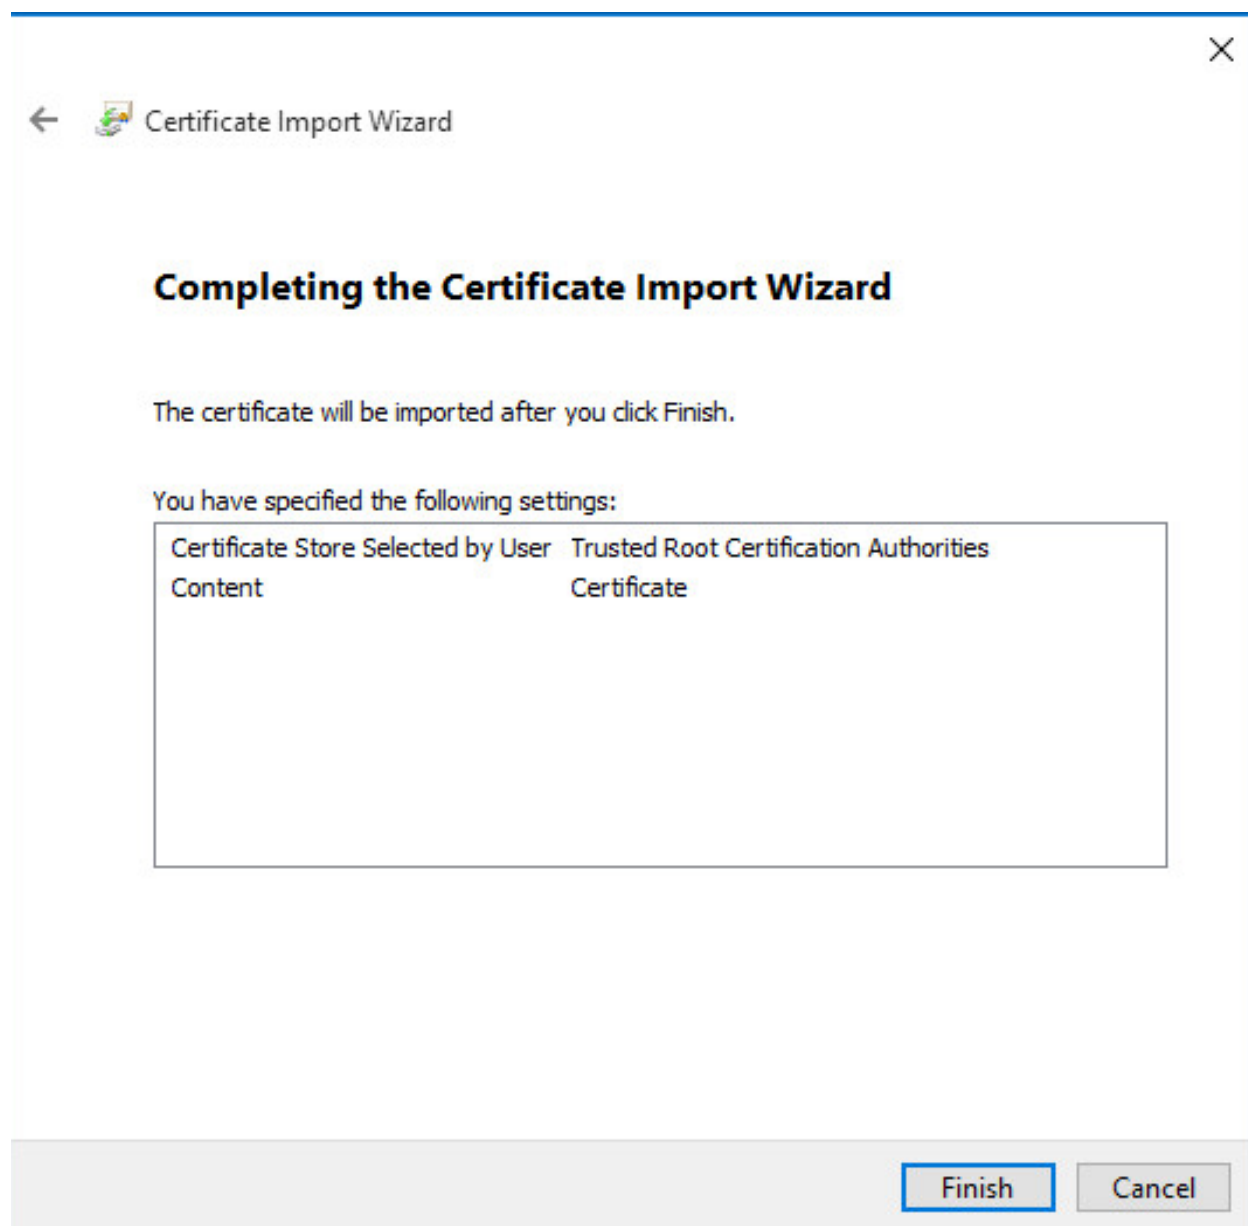 Certificate Import Wizard
Completing the Certificate Import Wizard
The certificate will be imported after you click Finish.
You have specified the following settings:
Certificate Store Selected by User Trusted Root Certification Authorities
Content Certificate
Finish Cancel